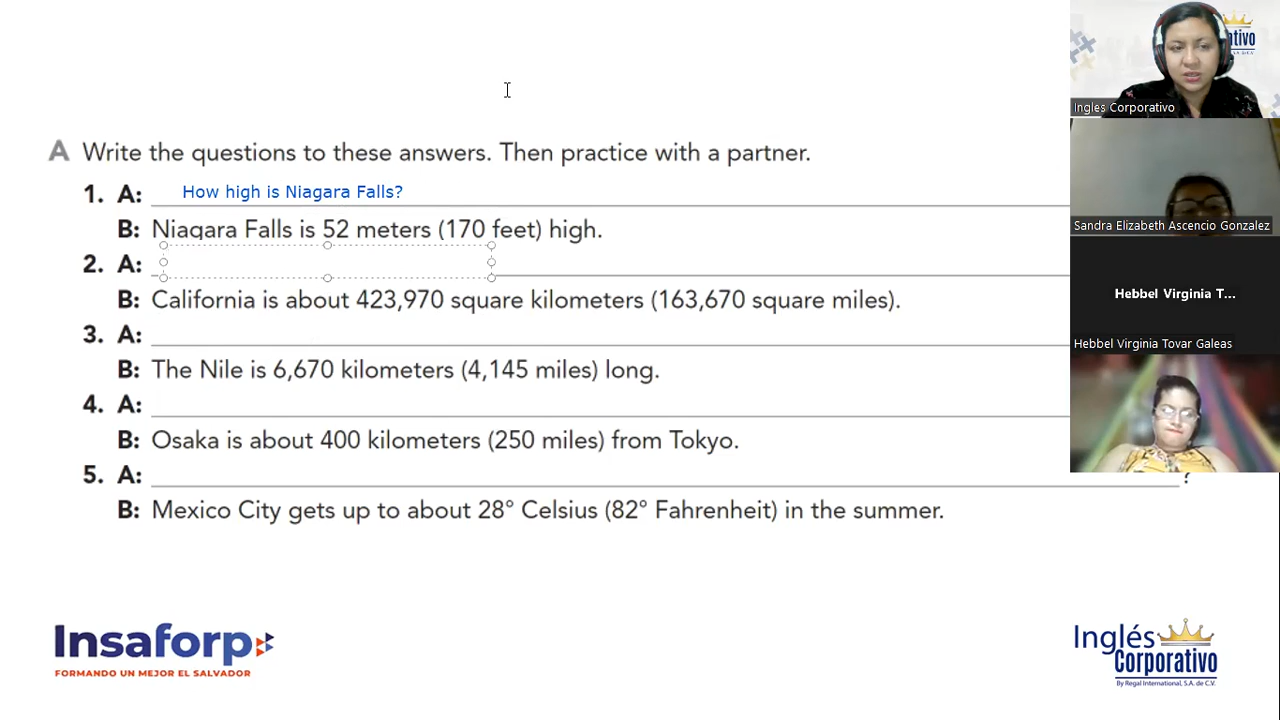 A Write the questions to these answers. Then practice with a partner.
1. A: How high is Niagara Falls?
B: Niagara Falls is 52 meters (170 feet) high.
2. A:
B: California is about 423,970 square kilometers (163,670 square miles).
3. A:
B: The Nile is 6,670 kilometers (4,145 miles) long.
4. A:
B: Osaka is about 400 kilometers (250 miles) from Tokyo.
5. A: ?
B: Mexico City gets up to about 28° Celsius (82° Fahrenheit) in the summer.
Insaforp
FORMANDO UN MEJOR EL SALVADOR
Inglés
Corporativo
By Regal International, S.A. de C.V.
ativo
Ingles Corporativo
Sandra Elizabeth Ascencio Gonzalez
Hebbel Virginia T...
Hebbel Virginia Tovar Galeas